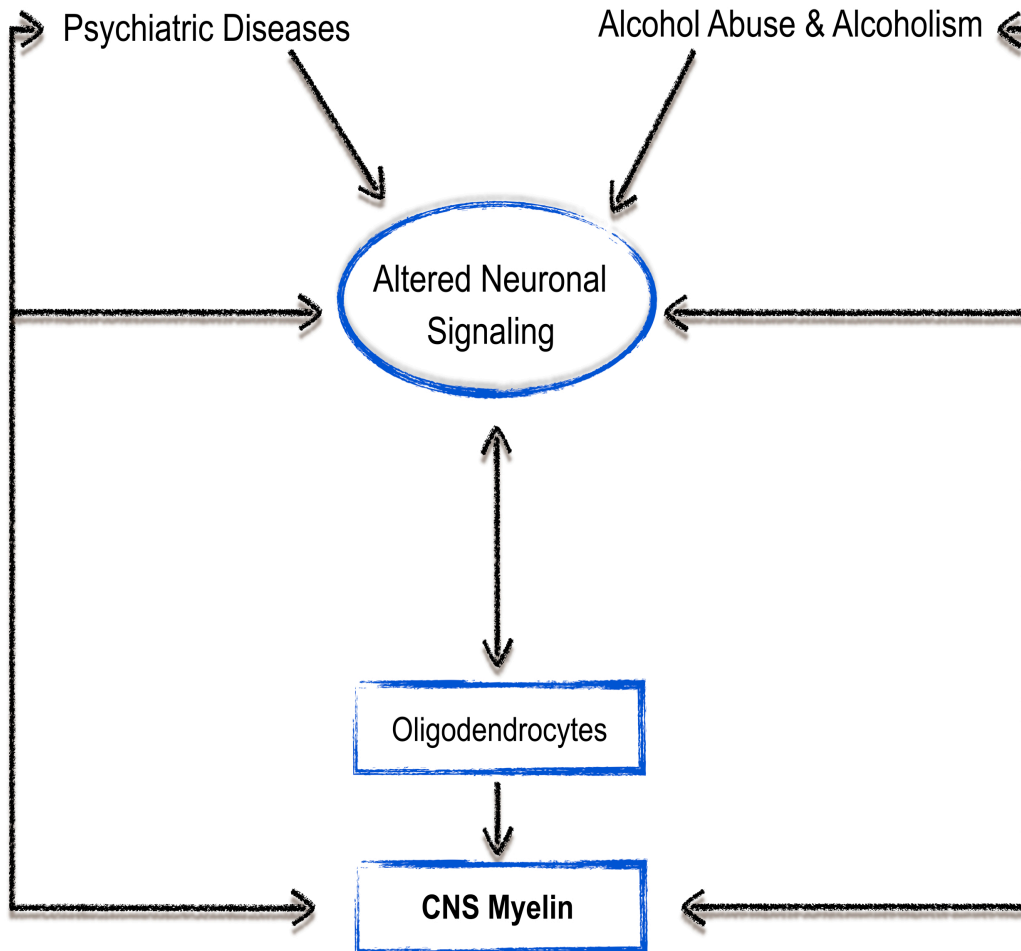 Psychiatric Diseases
Alcohol Abuse & Alcoholism
Altered Neuronal
Signaling
Oligodendrocytes
CNS Myelin